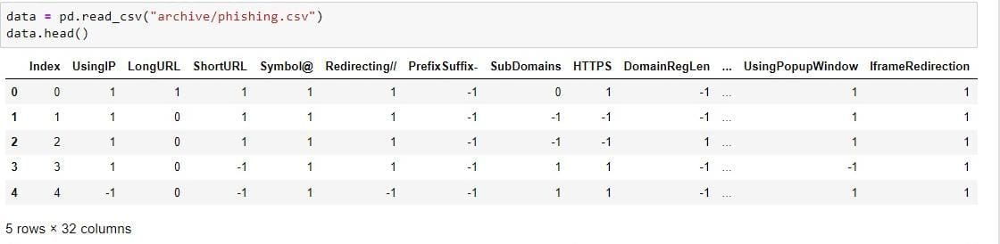 data = pd.read_csv("archive/phishing.csv")
data.head()
Index UsingIP LongURL ShortURL Symbol@ Redirecting// PrefixSuffix- SubDomains HTTPS DomainRegLen ... UsingPopupWindow IframeRedirection
0 0 1 1 1 1 1 -1 0 1 -1 ... 1 1
1 1 1 0 1 1 1 -1 -1 -1 -1 ... 1 1
2 2 1 0 1 1 1 -1 -1 -1 1 ... 1 1
3 3 1 0 -1 1 1 -1 1 1 -1 ... -1 1
4 4 -1 0 -1 1 -1 -1 1 1 -1 ... 1 1
5 rows × 32 columns